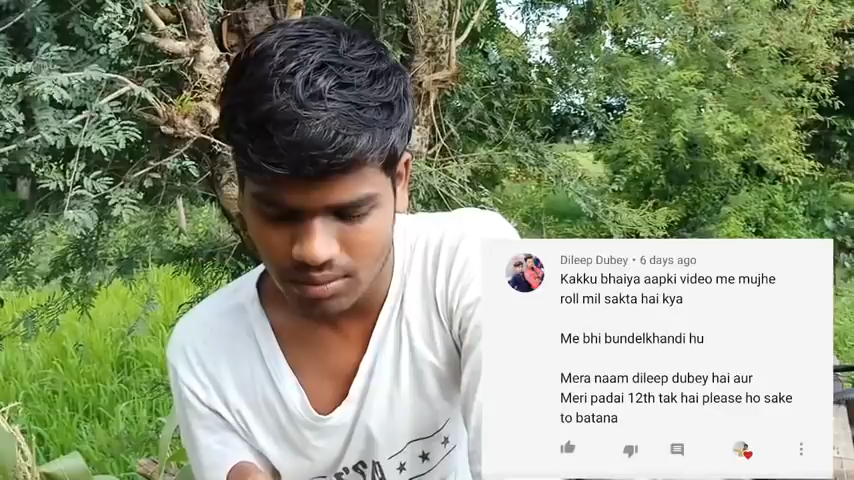 Dileep Dubey • 6 days ago
Kakku bhaiya aapki video me mujhe
roll mil sakta hai kya
Me bhi bundelkhandi hu
Mera naam dileep dubey hai aur
Meri padai 12th tak hai please ho sake
to batana